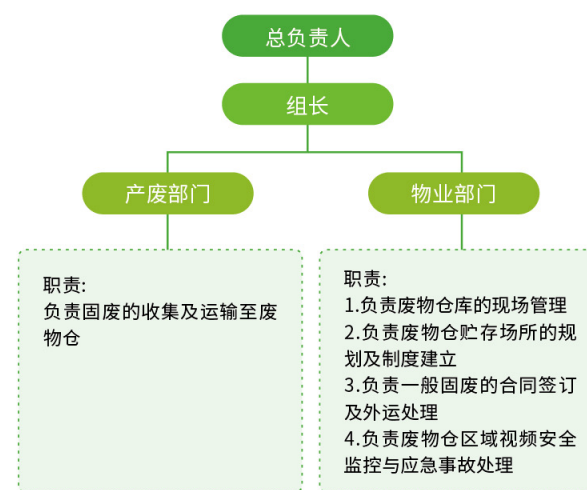 总负责人
组长
产废部门
物业部门
职责:
负责固废的收集及运输至废
物仓
职责:
1.负责废物仓库的现场管理
2.负责废物仓贮存场所的规
划及制度建立
3.负责一般固废的合同签订
及外运处理
4.负责废物仓区域视频安全
监控与应急事故处理